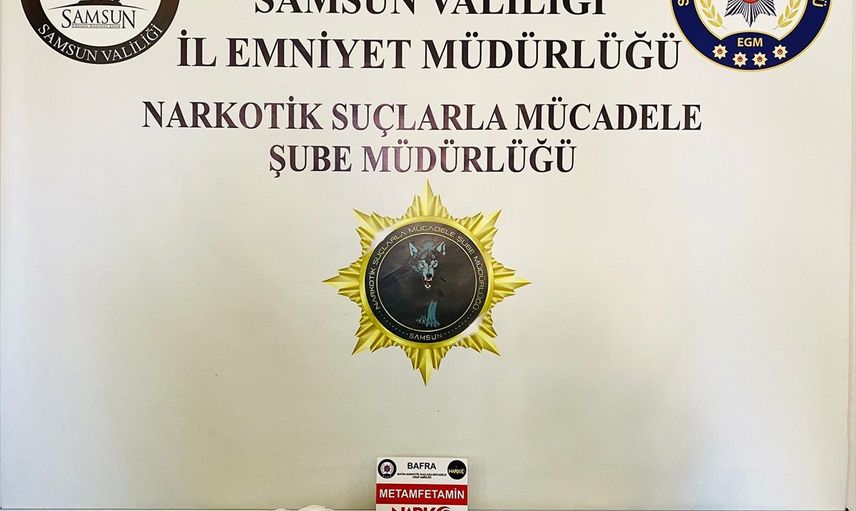 SAMSUN VALİLİĞİ
İL EMNİYET MÜDÜRLÜĞÜ
NARKOTİK SUÇLARLA MÜCADELE
ŞUBE MÜDÜRLÜĞÜ
SAMSUN
SAMSUN VALİLİĞİ
EGM
NARKOTİK SUÇLARLA MÜCADELE ŞUBE MÜDÜRLÜĞÜ
SAMSUN
BAFRA
METAMFETAMİN
NARKO